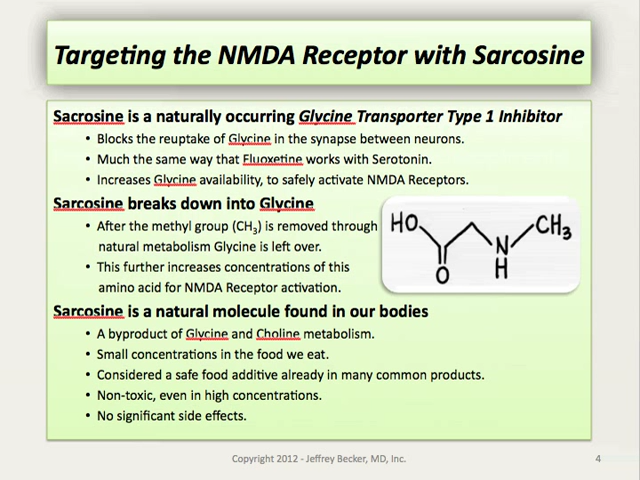 Targeting the NMDA Receptor with Sarcosine
Sacrosine is a naturally occurring Glycine Transporter Type 1 Inhibitor
• Blocks the reuptake of Glycine in the synapse between neurons.
• Much the same way that Fluoxetine works with Serotonin.
• Increases Glycine availability, to safely activate NMDA Receptors.
Sarcosine breaks down into Glycine
• After the methyl group (CH₃) is removed through
natural metabolism Glycine is left over.
• This further increases concentrations of this
amino acid for NMDA Receptor activation.
HO
CH₃
N
H
O
Sarcosine is a natural molecule found in our bodies
• A byproduct of Glycine and Choline metabolism.
• Small concentrations in the food we eat.
• Considered a safe food additive already in many common products.
• Non-toxic, even in high concentrations.
• No significant side effects.
Copyright 2012 - Jeffrey Becker, MD, Inc.
4